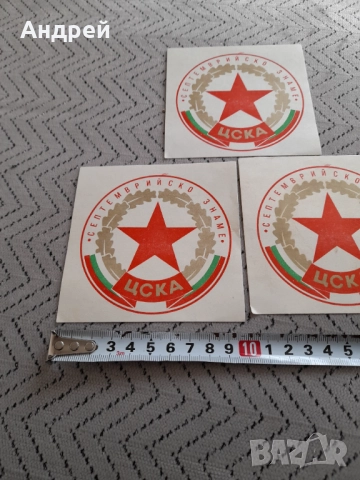 Андрей
• СЕПТЕМВРИЙСКО ЗНАМЕ •
ЦСКА
• СЕПТЕМВРИЙСКО ЗНАМЕ •
ЦСКА
• СЕПТЕМВРИЙСКО
ЦСКА
3 4 5 6 7 8 9 10 1 2 3 4 5
BAZAR